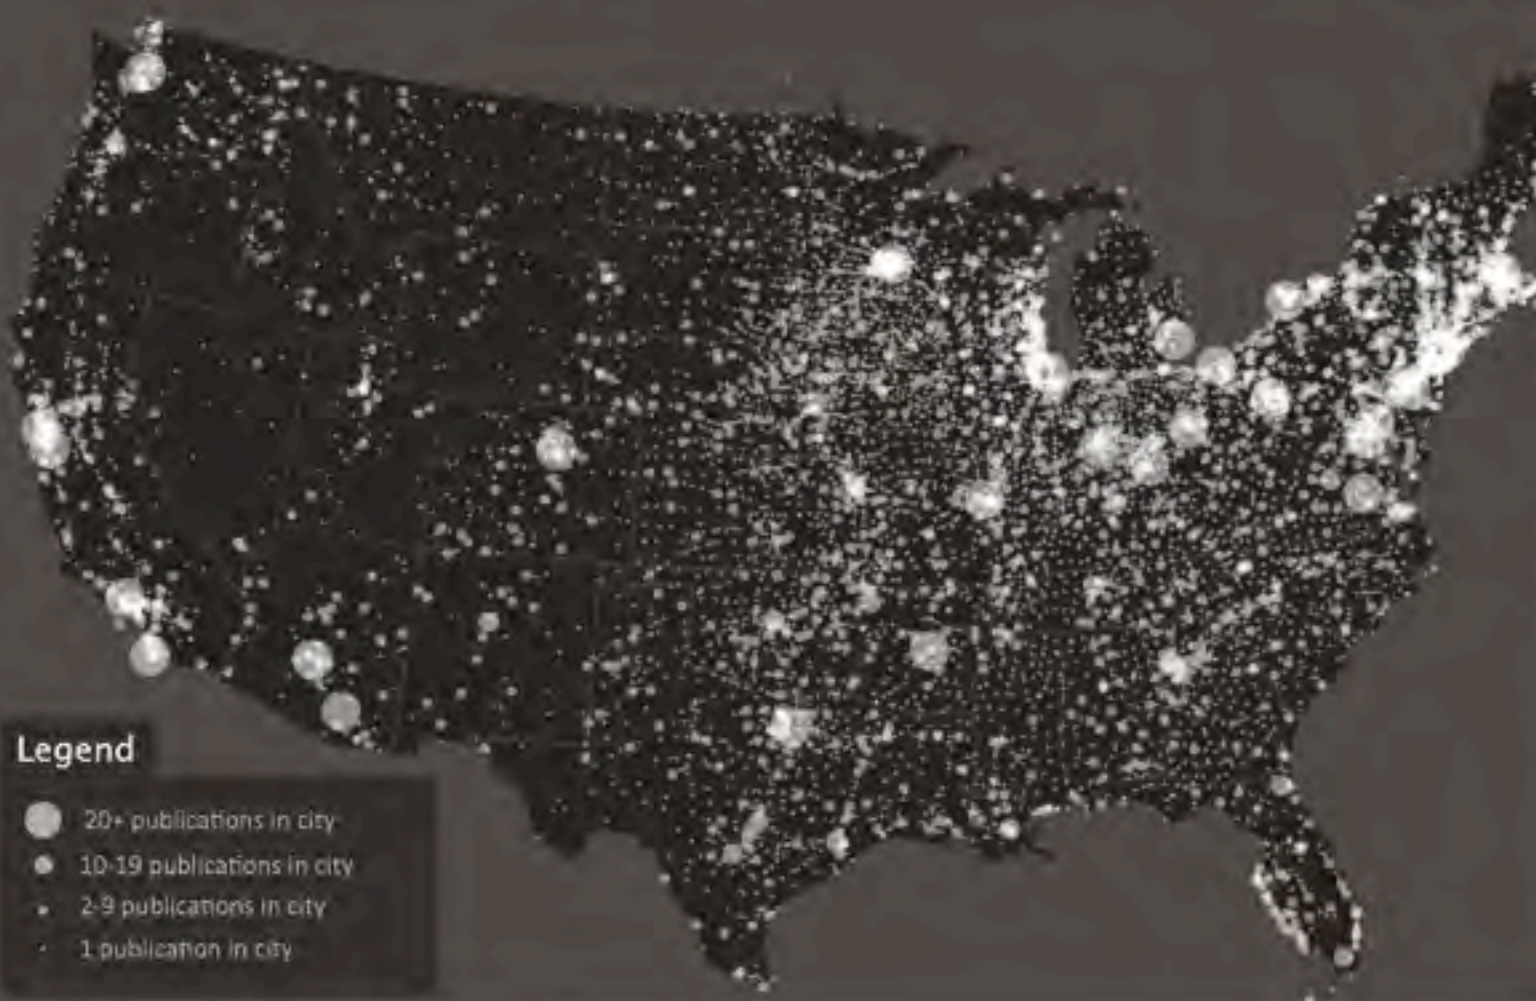 Legend
20+ publications in city
10-19 publications in city
2-9 publications in city
1 publication in city